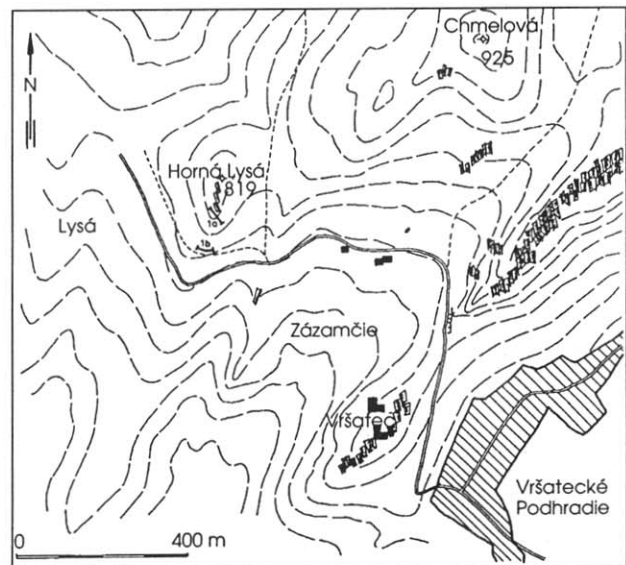 Chmelová
925
N
Horná Lysá
819
1a
Lysá
1b
Zázamčie
Vršatec
Vršatecké
Podhradie
0 400 m